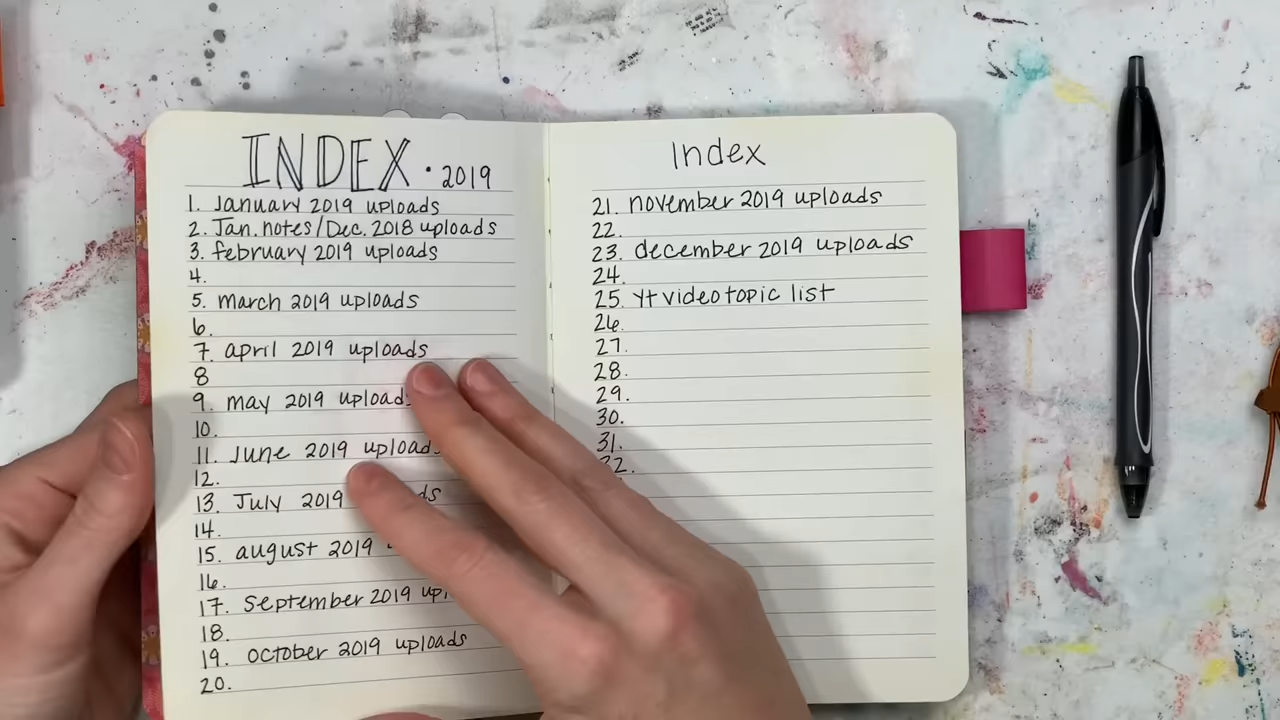 INDEX · 2019
1. January 2019 uploads
2. Jan. notes/Dec. 2018 uploads
3. february 2019 uploads
4.
5. march 2019 uploads
6.
7. april 2019 uploads
8
9. may 2019 uploads
10.
11. June 2019 uploads
12.
13. July 2019
14.
15. august 2019
16.
17. September 2019
18.
19. october 2019 uploads
20.
Index
21. november 2019 uploads
22.
23. december 2019 uploads
24.
25. yt video topic list
26.
27.
28.
29.
30.
31.
32.